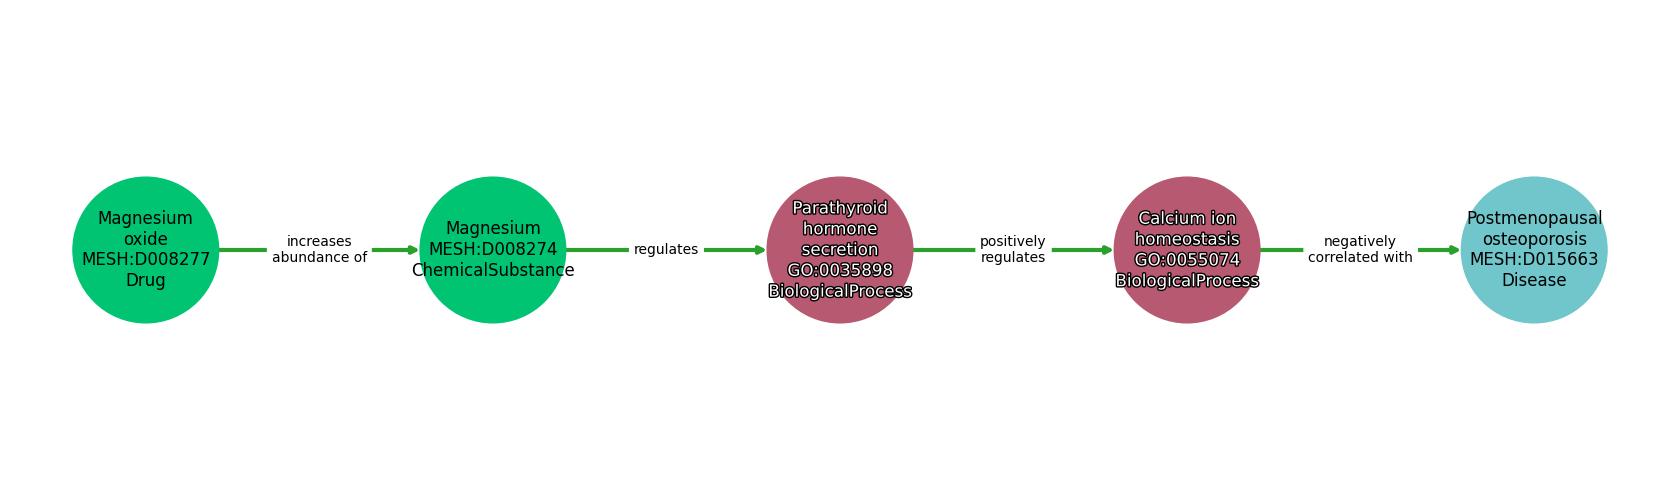 Magnesium
oxide
MESH:D008277
Drug
increases
abundance of
Magnesium
MESH:D008274
ChemicalSubstance
regulates
Parathyroid
hormone
secretion
GO:0035898
BiologicalProcess
positively
regulates
Calcium ion
homeostasis
GO:0055074
BiologicalProcess
negatively
correlated with
Postmenopausal
osteoporosis
MESH:D015663
Disease